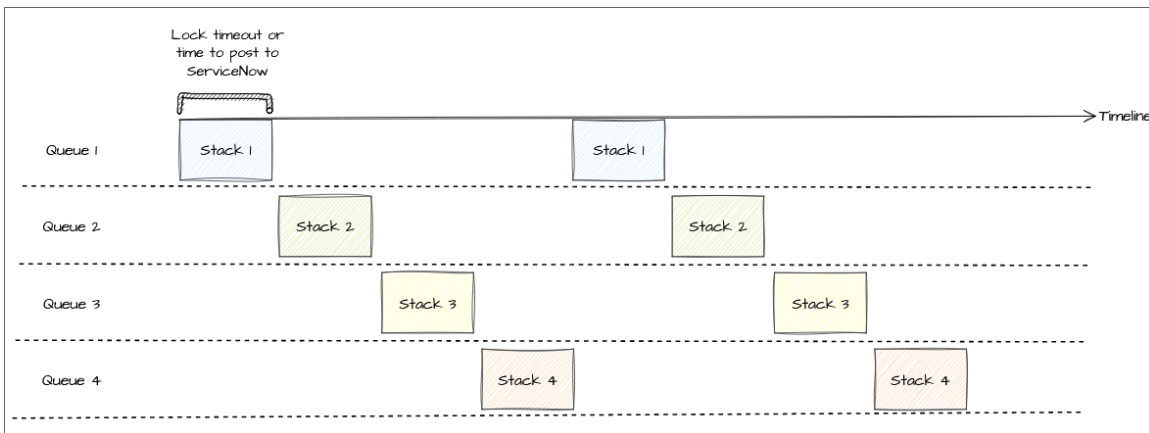 Lock timeout or
time to post to
ServiceNow
Timeline
Queue 1
Stack 1
Stack 1
Queue 2
Stack 2
Stack 2
Queue 3
Stack 3
Stack 3
Queue 4
Stack 4
Stack 4